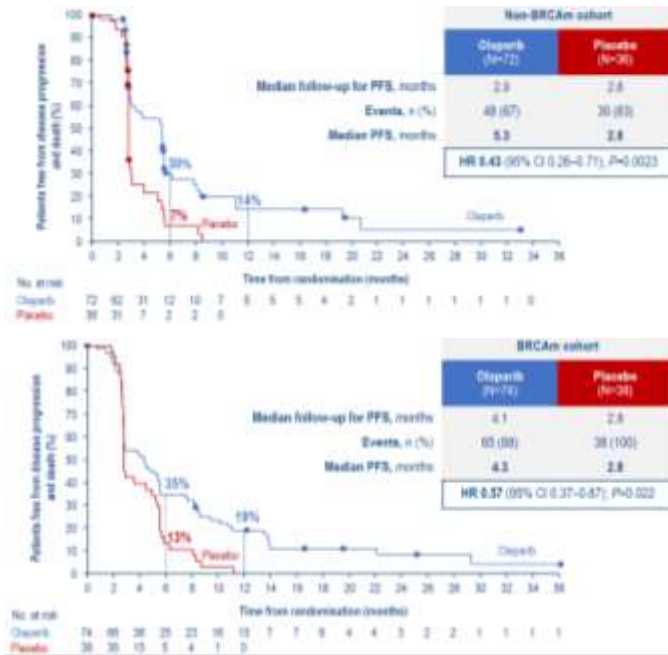 Non-BRCAm cohort
Olaparib
(N=72)
Placebo
(N=36)
Median follow-up for PFS, months
2.9
2.8
Events, n (%)
48 (67)
30 (83)
Median PFS, months
5.3
2.8
HR 0.43 (95% CI 0.26–0.71), P=0.0023
Patients free from disease progression
and death (%)
100
90
80
70
60
50
40
30
20
10
0
30%
7%
14%
Placebo
Olaparib
0 2 4 6 8 10 12 14 16 18 20 22 24 26 28 30 32 34 36
Time from randomisation (months)
No. at risk
Olaparib 72 62 31 12 10 7 5 5 5 4 2 1 1 1 1 1 1 0
Placebo 36 31 7 2 2 0
BRCAm cohort
Olaparib
(N=74)
Placebo
(N=38)
Median follow-up for PFS, months
4.1
2.8
Events, n (%)
65 (88)
38 (100)
Median PFS, months
4.3
2.8
HR 0.57 (95% CI 0.37–0.87), P=0.022
Patients free from disease progression
and death (%)
100
90
80
70
60
50
40
30
20
10
0
35%
13%
19%
Placebo
Olaparib
0 2 4 6 8 10 12 14 16 18 20 22 24 26 28 30 32 34 36
Time from randomisation (months)
No. at risk
Olaparib 74 65 38 25 23 16 13 7 7 6 4 4 3 2 2 1 1 1 1
Placebo 38 35 13 5 4 1 0